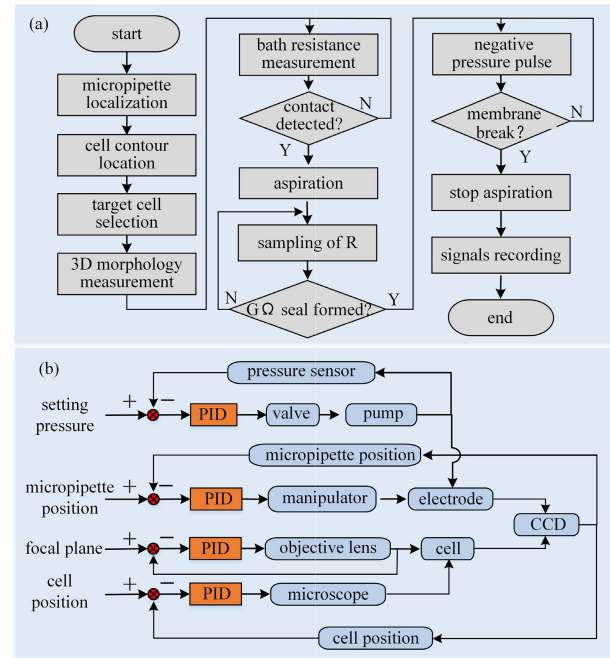 (a)
start
micropipette
localization
cell contour
location
target cell
selection
3D morphology
measurement
bath resistance
measurement
contact
detected?
N
Y
aspiration
sampling of R
GΩ seal formed?
N
Y
negative
pressure pulse
membrane
break?
N
Y
stop aspiration
signals recording
end
(b)
pressure sensor
+ −
setting
pressure
PID
valve
pump
micropipette position
+ −
micropipette
position
PID
manipulator
electrode
CCD
+ −
focal plane
PID
objective lens
cell
+ −
cell
position
PID
microscope
cell position